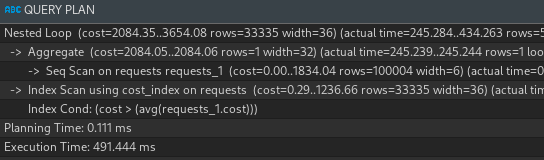 ABC QUERY PLAN
Nested Loop (cost=2084.35..3654.08 rows=33335 width=36) (actual time=245.284..434.263 rows=5
-> Aggregate (cost=2084.05..2084.06 rows=1 width=32) (actual time=245.239..245.244 rows=1 loo
-> Seq Scan on requests requests_1 (cost=0.00..1834.04 rows=100004 width=6) (actual time=0
-> Index Scan using cost_index on requests (cost=0.29..1236.66 rows=33335 width=36) (actual tim
Index Cond: (cost > (avg(requests_1.cost)))
Planning Time: 0.111 ms
Execution Time: 491.444 ms